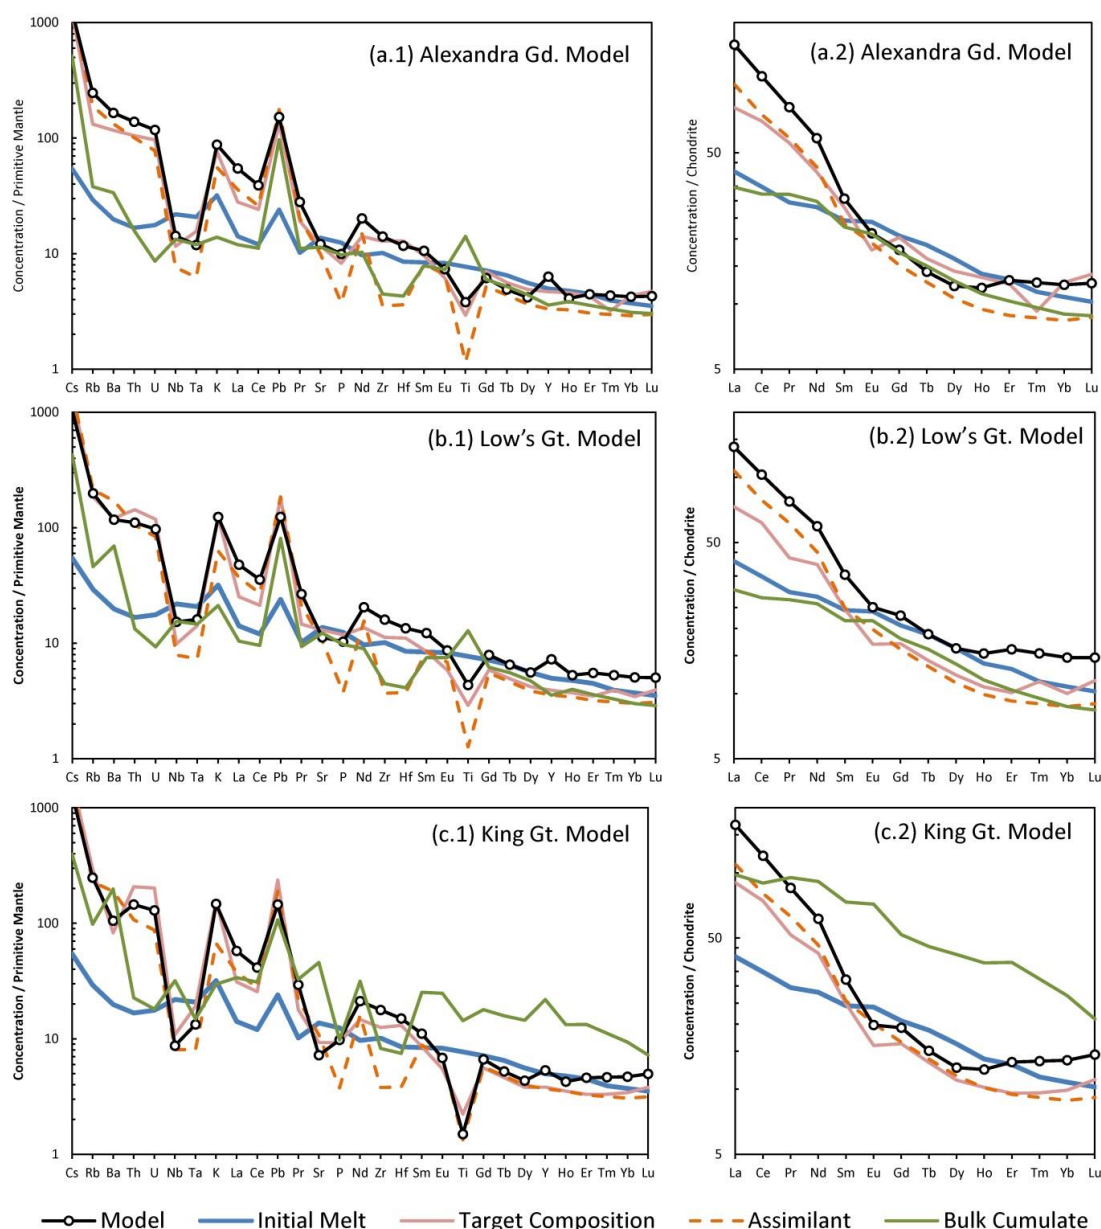 (a.1) Alexandra Gd. Model
Concentration / Primitive Mantle
1000
100
10
1
Cs Rb Ba Th U Nb Ta K La Ce Pb Pr Sr P Nd Zr Hf Sm Eu Ti Gd Tb Dy Y Ho Er Tm Yb Lu
(a.2) Alexandra Gd. Model
Concentration / Chondrite
50
5
La Ce Pr Nd Sm Eu Gd Tb Dy Ho Er Tm Yb Lu
(b.1) Low's Gt. Model
Concentration / Primitive Mantle
1000
100
10
1
Cs Rb Ba Th U Nb Ta K La Ce Pb Pr Sr P Nd Zr Hf Sm Eu Ti Gd Tb Dy Y Ho Er Tm Yb Lu
(b.2) Low's Gt. Model
Concentration / Chondrite
50
5
La Ce Pr Nd Sm Eu Gd Tb Dy Ho Er Tm Yb Lu
(c.1) King Gt. Model
Concentration / Primitive Mantle
1000
100
10
1
Cs Rb Ba Th U Nb Ta K La Ce Pb Pr Sr P Nd Zr Hf Sm Eu Ti Gd Tb Dy Y Ho Er Tm Yb Lu
(c.2) King Gt. Model
Concentration / Chondrite
50
5
La Ce Pr Nd Sm Eu Gd Tb Dy Ho Er Tm Yb Lu
Model Initial Melt Target Composition Assimilant Bulk Cumulate